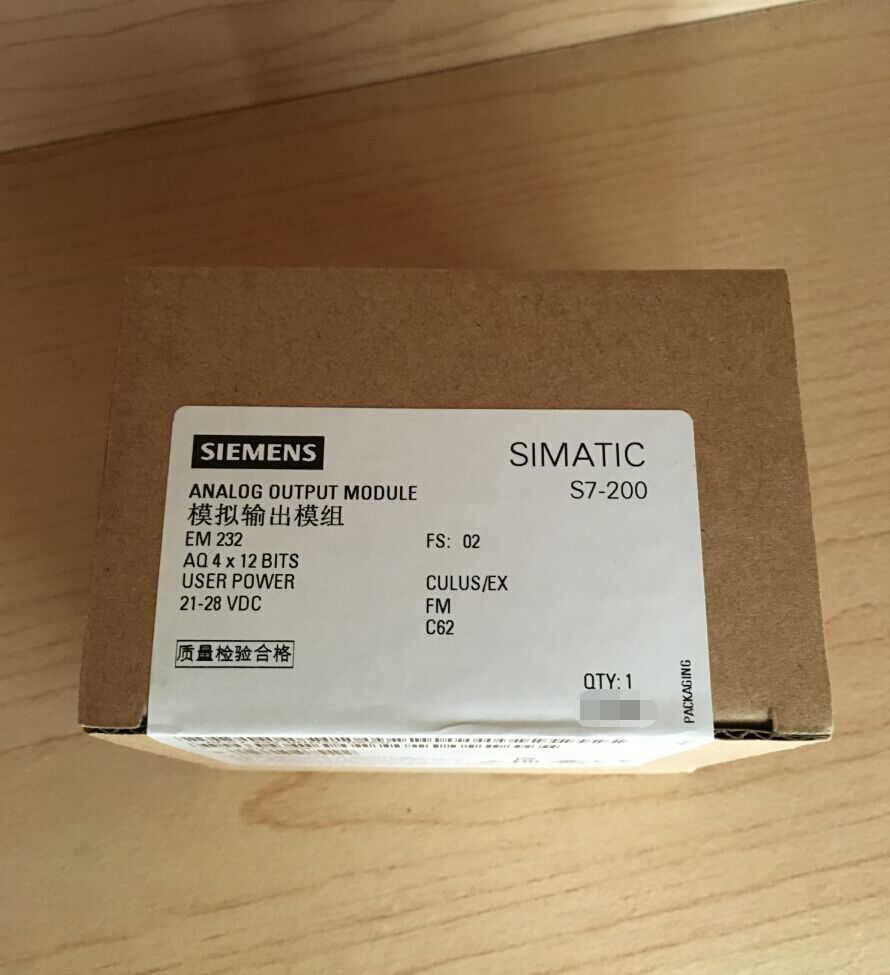 SIEMENS
SIMATIC
S7-200
ANALOG OUTPUT MODULE
模拟输出模组
EM 232
AQ 4 x 12 BITS
USER POWER
21-28 VDC
FS: 02
CULUS/EX
FM
C62
质量检验合格
QTY: 1
PACKAGING